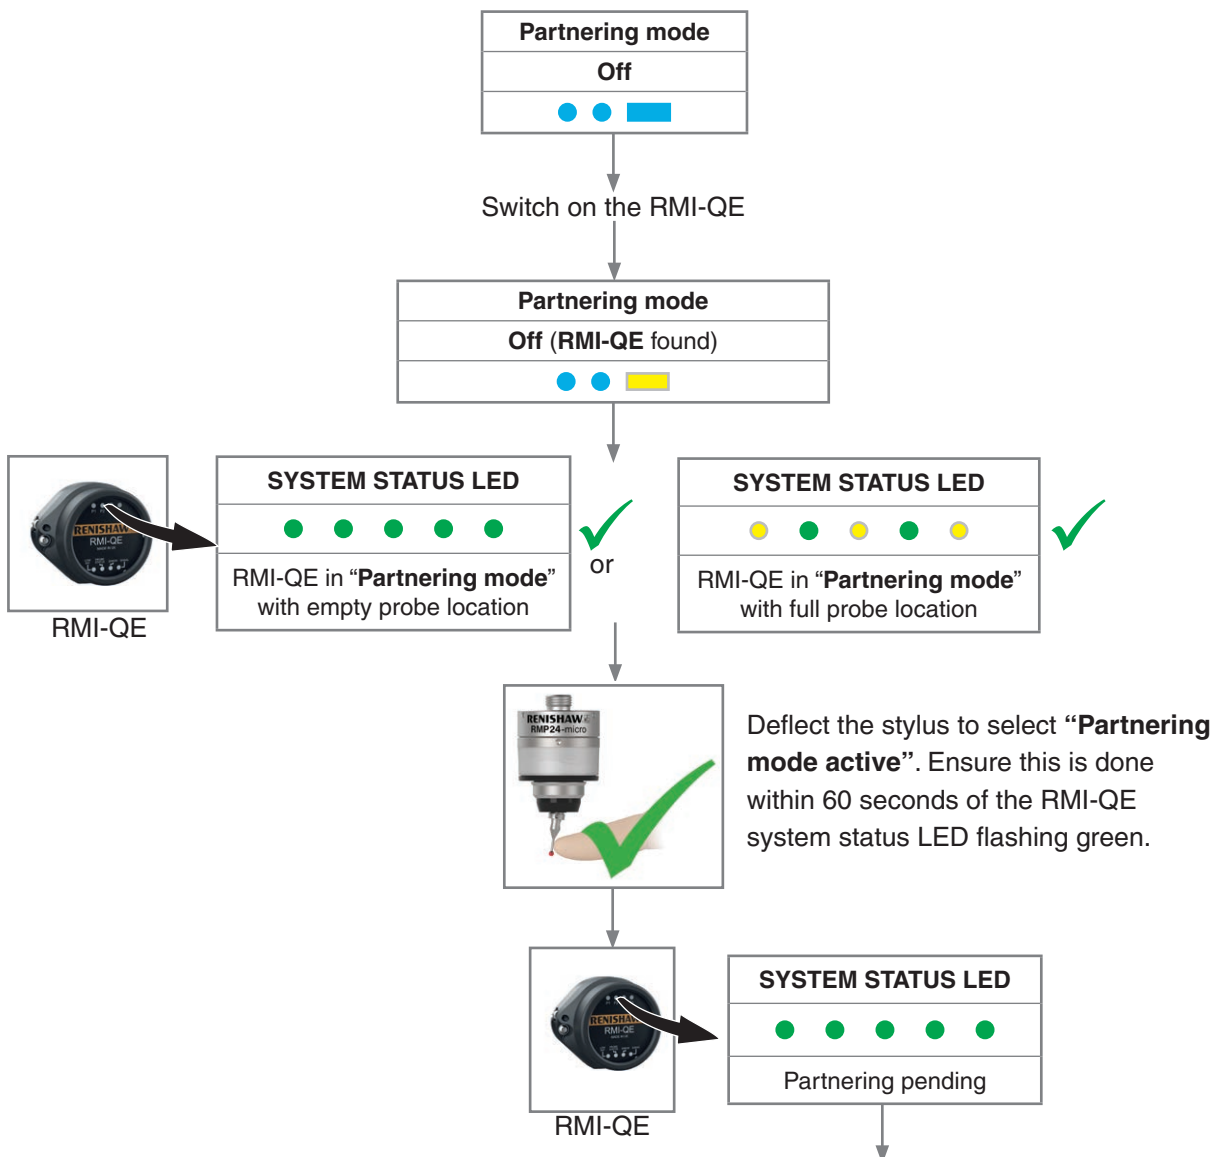 Partnering mode
Off
Switch on the RMI-QE
Partnering mode
Off (RMI-QE found)
RENISHAW
RMI-QE
RMI-QE
SYSTEM STATUS LED
RMI-QE in “Partnering mode”
with empty probe location
or
SYSTEM STATUS LED
RMI-QE in “Partnering mode”
with full probe location
RENISHAW
RMP24-micro
Deflect the stylus to select “Partnering
mode active”. Ensure this is done
within 60 seconds of the RMI-QE
system status LED flashing green.
RENISHAW
RMI-QE
RMI-QE
SYSTEM STATUS LED
Partnering pending